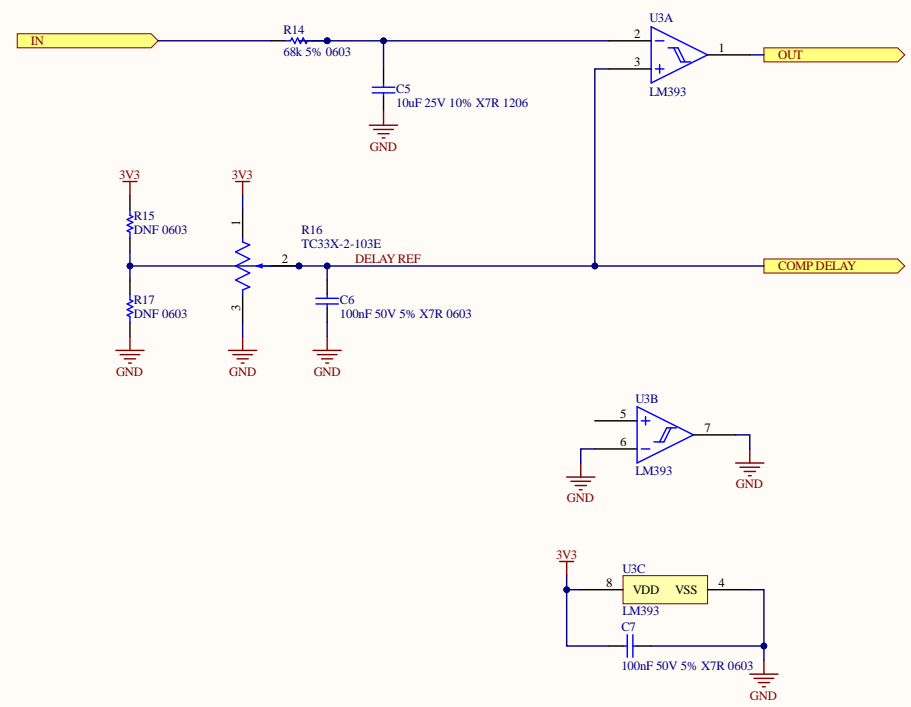 U3A
IN
R14
68k 5% 0603
2
3
1
OUT
LM393
C5
10uF 25V 10% X7R 1206
GND
3V3
3V3
R15
DNF 0603
1
R16
TC33X-2-103E
2
DELAY REF
COMP DELAY
R17
DNF 0603
3
C6
100nF 50V 5% X7R 0603
GND
GND
GND
U3B
5
6
7
LM393
GND
GND
3V3
U3C
8
VDD
VSS
4
LM393
C7
100nF 50V 5% X7R 0603
GND